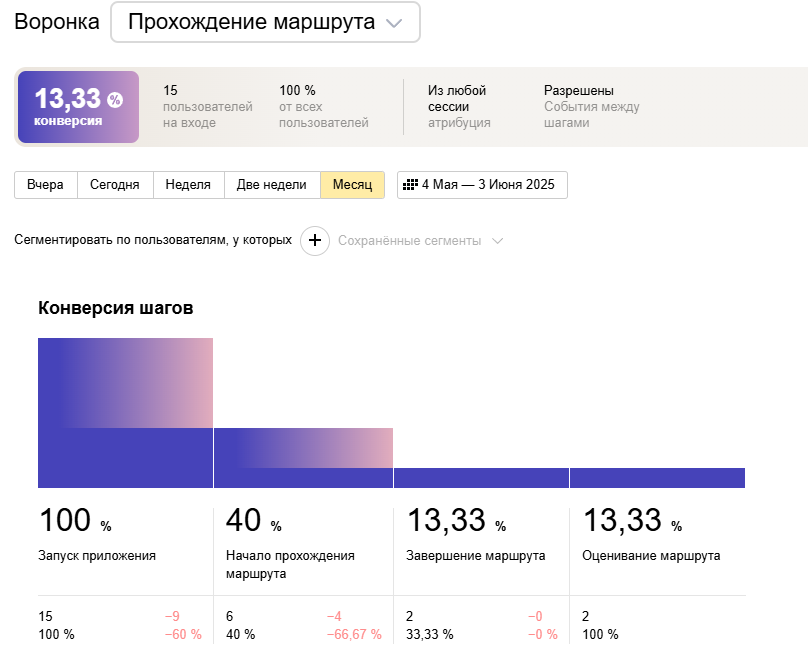 Воронка Прохождение маршрута
13,33 %
конверсия
15
пользователей
на входе
100 %
от всех
пользователей
Из любой
сессии
атрибуция
Разрешены
События между
шагами
Вчера Сегодня Неделя Две недели Месяц 4 Мая — 3 Июня 2025
Сегментировать по пользователям, у которых + Сохранённые сегменты
Конверсия шагов
100 % 40 % 13,33 % 13,33 %
Запуск приложения
Начало прохождения
маршрута
Завершение маршрута
Оценивание маршрута
15 −9 6 −4 2 −0 2
100 % −60 % 40 % −66,67 % 33,33 % −0 % 100 %